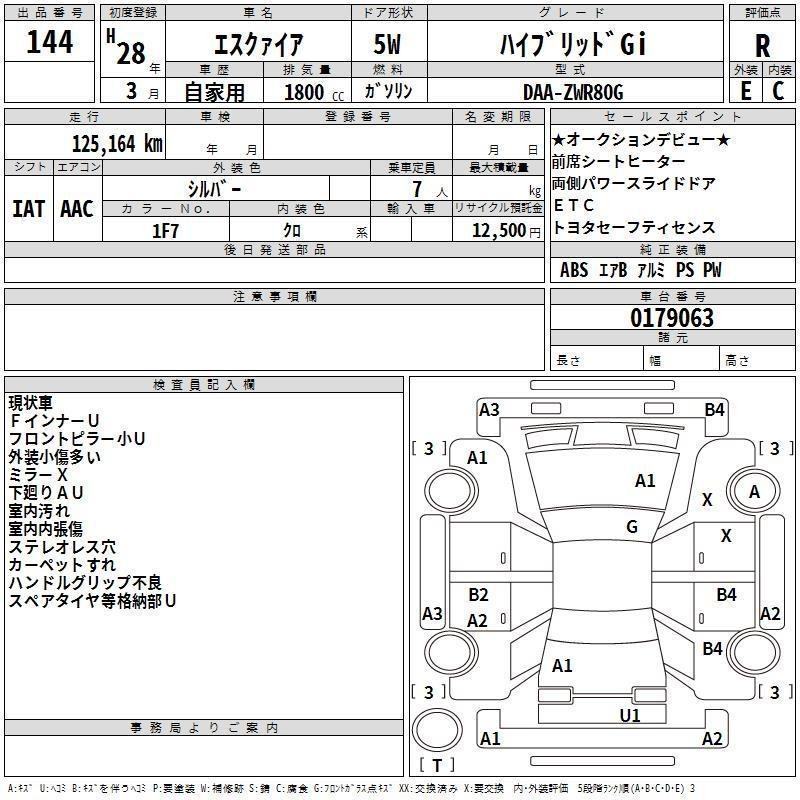 出品番号 初度登録 車名 ドア形状 グレード 評価点
144 H28年 エスクァイア 5W ハイブリッドGi R
車歴 排気量 燃料 型式 外装 内装
3月 自家用 1800 CC ガソリン DAA-ZWR80G E C
走行 車検 登録番号 名変期限 セールスポイント
125,164 km 年 月 月 日
★オークションデビュー★
前席シートヒーター
両側パワースライドドア
ETC
トヨタセーフティセンス
シフト エアコン 外装色 乗車定員 最大積載量
IAT AAC シルバー 7人 kg
カラーNo. 内装色 輸入車 リサイクル預託金
1F7 クロ 系 12,500円
後日発送部品 純正装備
ABS エアB アルミ PS PW
注意事項欄 車台番号
0179063
諸元
長さ 幅 高さ
検査員記入欄
現状車
FインナーU
フロントピラー小U
外装小傷多い
ミラーX
下廻りAU
室内汚れ
室内内張傷
ステレオレス穴
カーペットすれ
ハンドルグリップ不良
スペアタイヤ等格納部U
事務局よりご案内
A3 B4
[3] [3]
A1
A1
X A
G X
B2 B4
A3 A2 A2
B4
A1
[3] [3]
U1
A1 A2
[T]
A:キズ U:ヘコミ B:キズを伴うヘコミ P:要塗装 W:補修跡 S:錆 C:腐食 G:フロントガラス点キズ XX:交換済み X:要交換 内・外装評価 5段階ランク順(A・B・C・D・E) 3